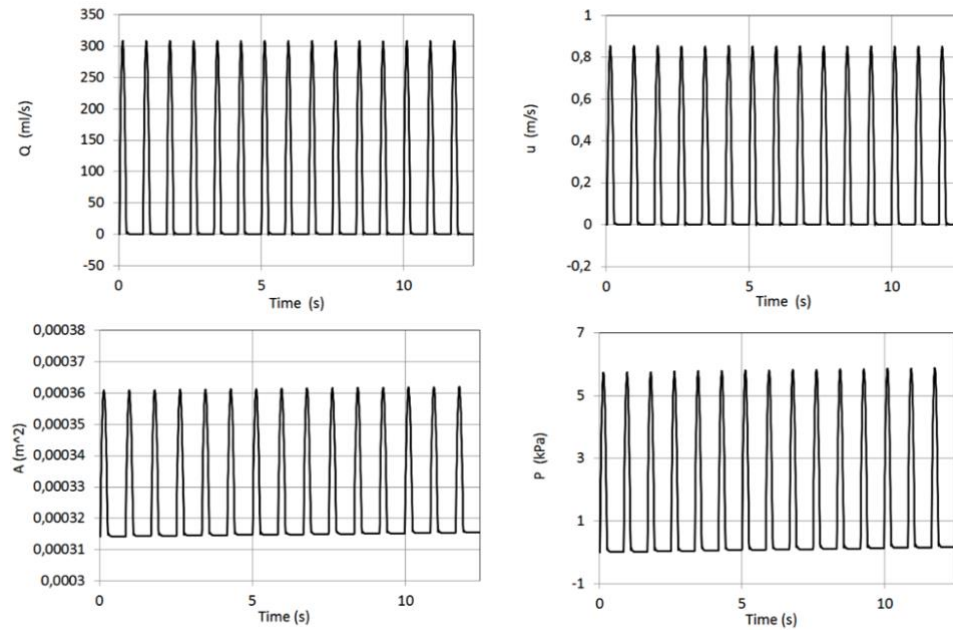 350
300
250
200
150
100
50
0
-50
Q (ml/s)
0 5 10
Time (s)
1
0,8
0,6
0,4
0,2
0
-0,2
u (m/s)
0 5 10
Time (s)
0,00038
0,00037
0,00036
0,00035
0,00034
0,00033
0,00032
0,00031
0,0003
A (m^2)
0 5 10
Time (s)
7
5
3
1
-1
P (kPa)
0 5 10
Time (s)